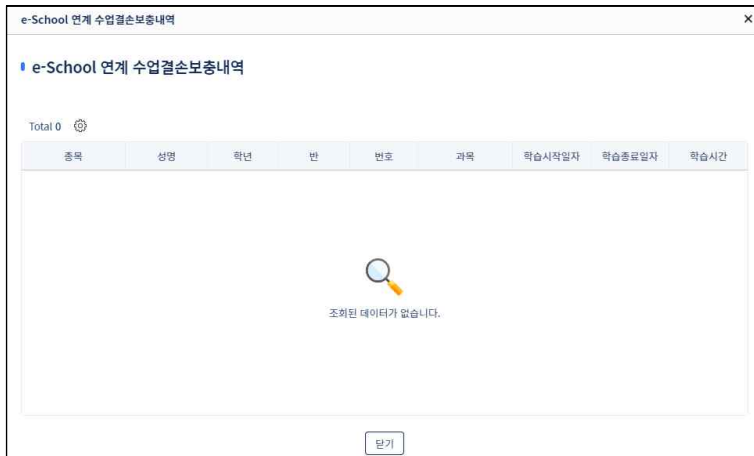 e-School 연계 수업결손보충내역 ×
e-School 연계 수업결손보충내역
Total 0
종목 성명 학년 반 번호 과목 학습시작일자 학습종료일자 학습시간
조회된 데이터가 없습니다.
닫기